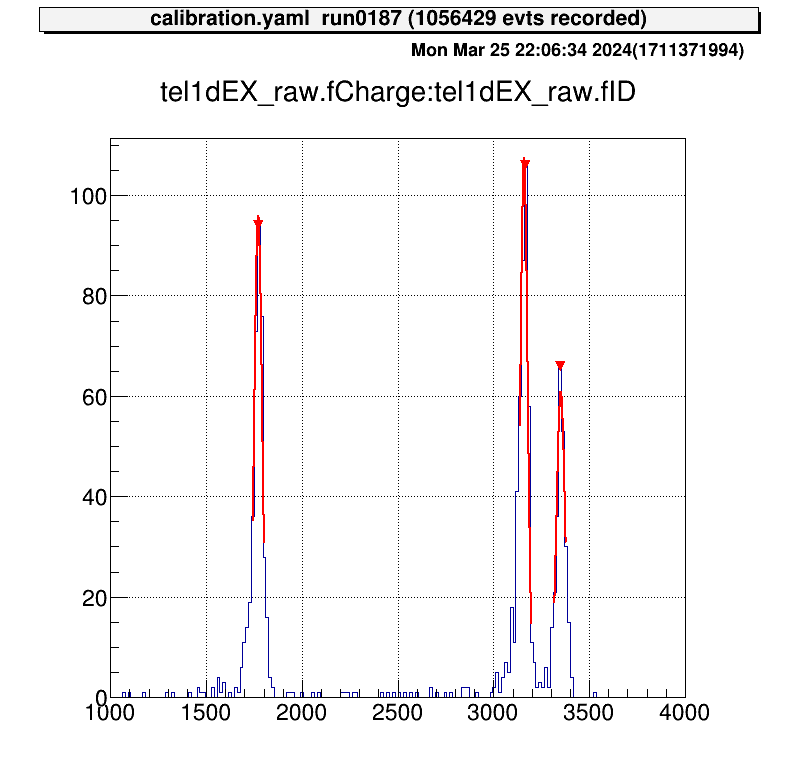 calibration.yaml run0187 (1056429 evts recorded)
Mon Mar 25 22:06:34 2024(1711371994)
tel1dEX_raw.fCharge:tel1dEX_raw.fID
100
80
60
40
20
0
1000 1500 2000 2500 3000 3500 4000